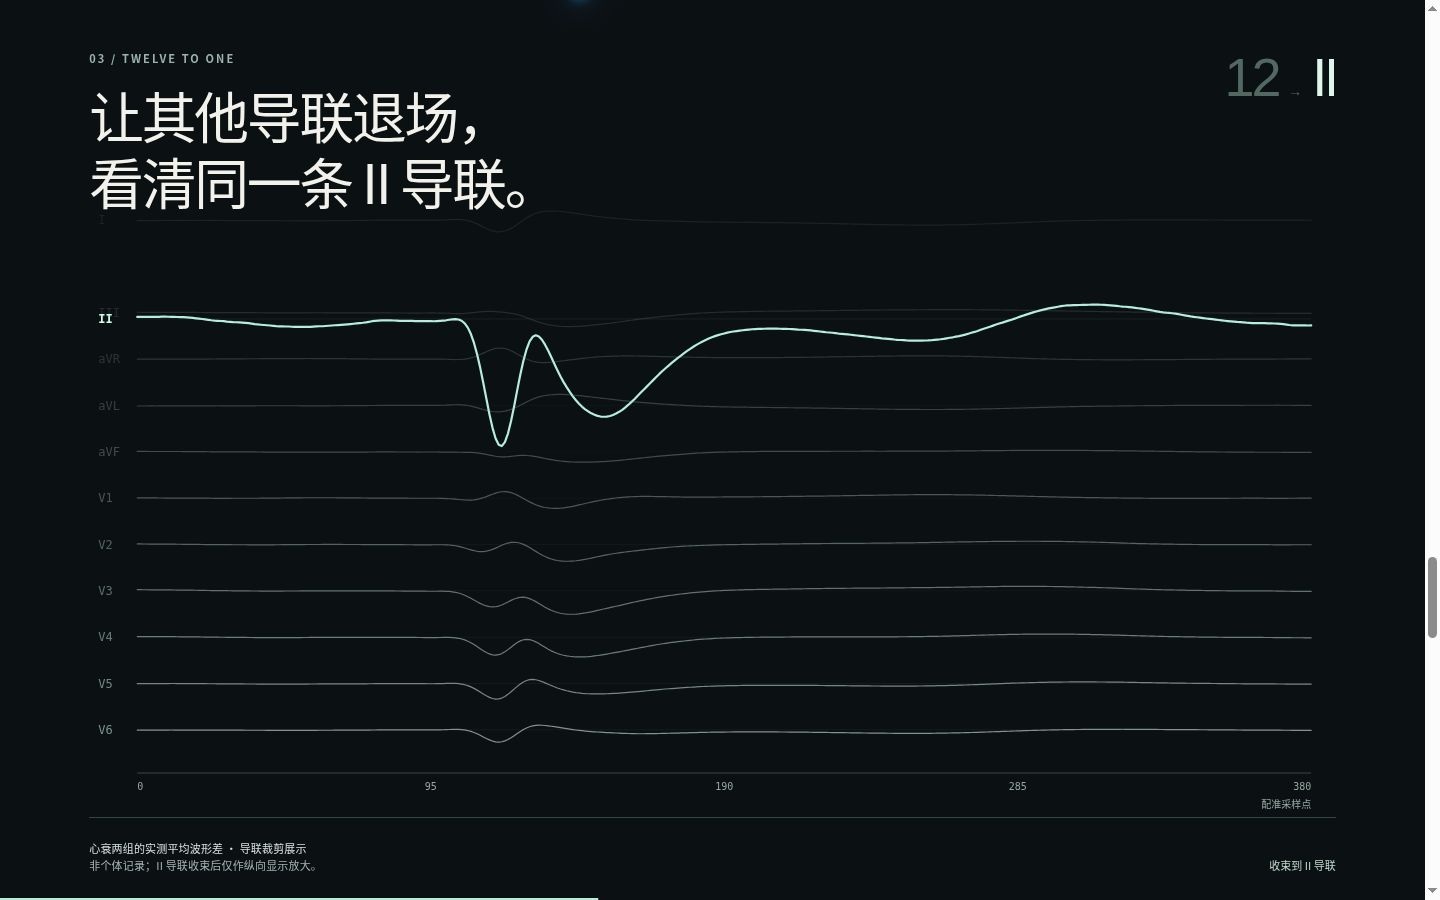 03 / TWELVE TO ONE
12 → II
让其他导联退场，
看清同一条 II 导联。
I
III
II
aVR
aVL
aVF
V1
V2
V3
V4
V5
V6
0 95 190 285 380
配准采样点
心衰两组的实测平均波形差 · 导联裁剪展示
非个体记录；II 导联收束后仅作纵向显示放大。
收束到 II 导联